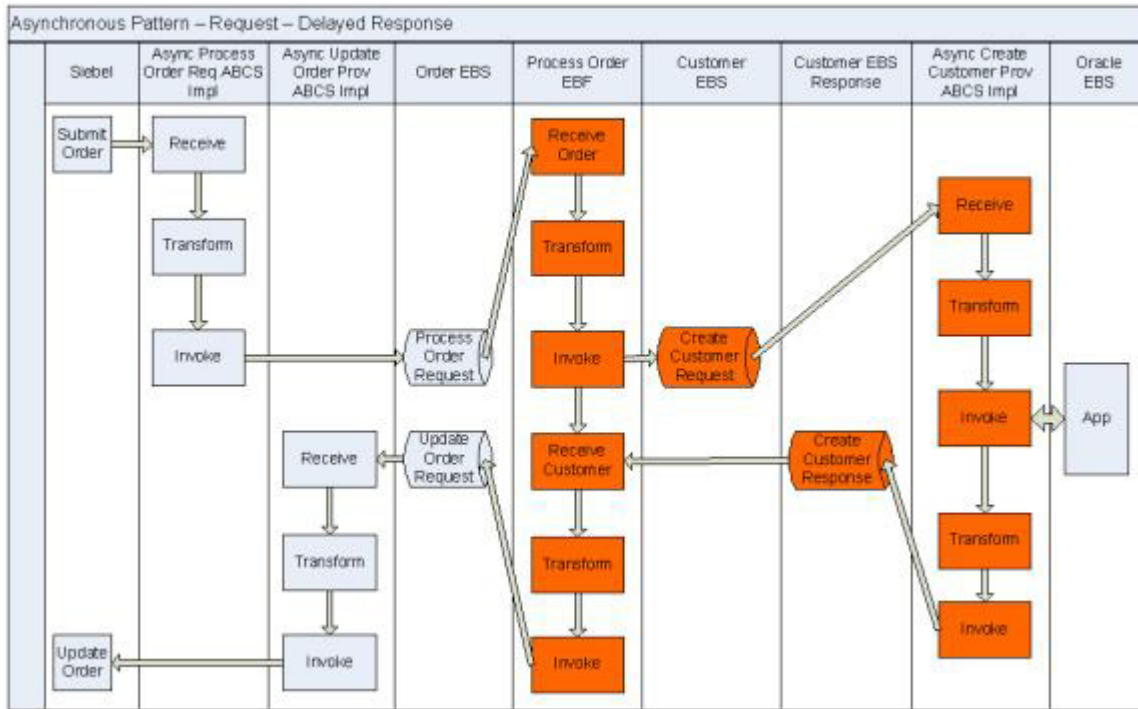 Asynchronous Pattern – Request – Delayed Response
Siebel
Async Process
Order Req ABCS
Impl
Async Update
Order Prov
ABCS Impl
Order EBS
Process Order
EBF
Customer
EBS
Customer EBS
Response
Async Create
Customer Prov
ABCS Impl
Oracle
EBS
Submit
Order
Receive
Transform
Invoke
Process
Order
Request
Receive
Order
Transform
Invoke
Create
Customer
Request
Receive
Transform
Invoke
App
Transform
Invoke
Create
Customer
Response
Receive
Customer
Transform
Invoke
Update
Order
Request
Receive
Transform
Invoke
Update
Order